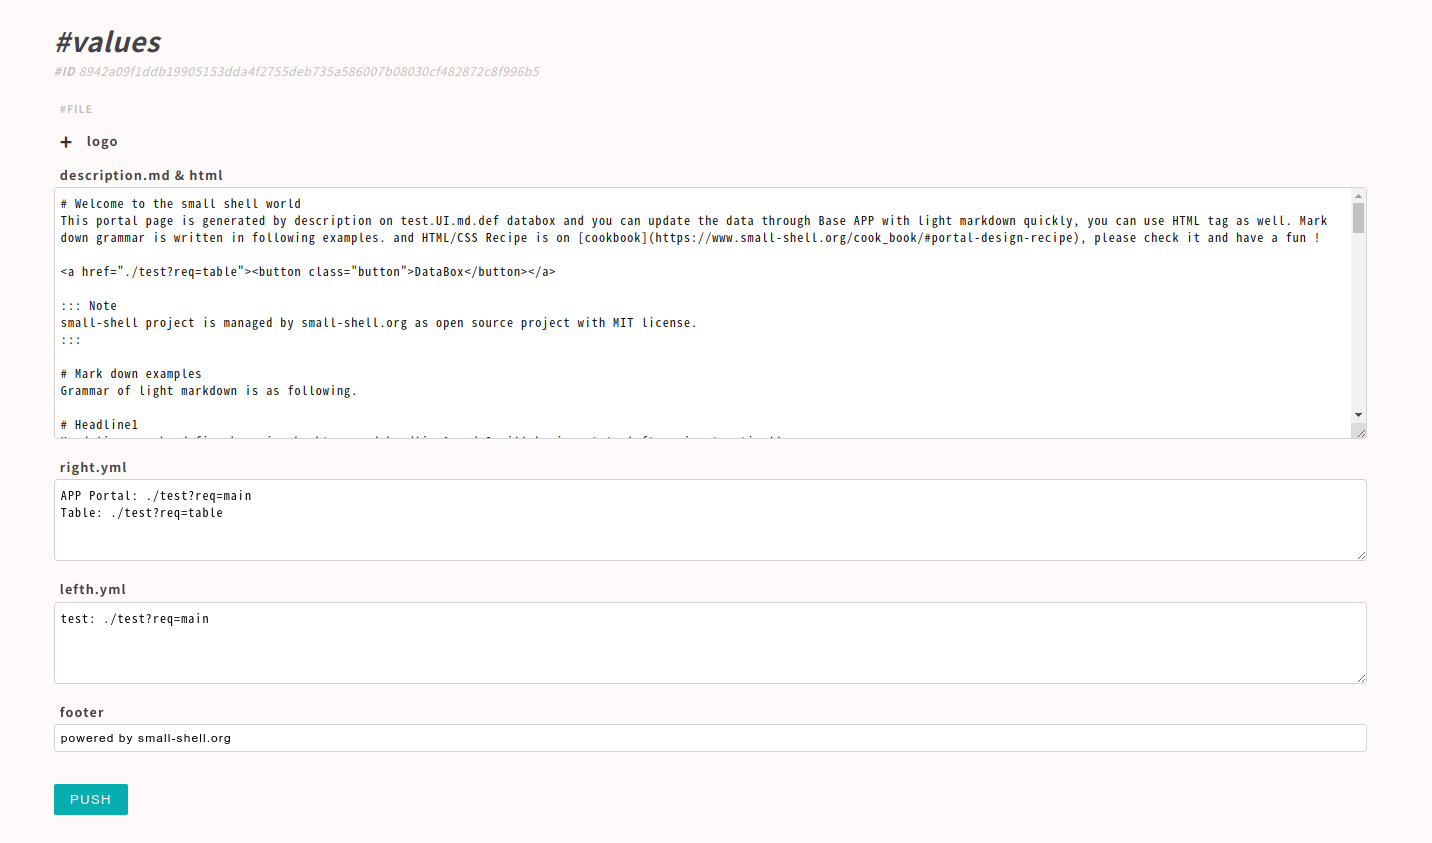 #values
#ID 8942a09f1ddb19905153dda4f2755deb735a586007b08030cf482872c8f996b5
#FILE
+ logo
description.md & html
# Welcome to the small shell world
This portal page is generated by description on test.UI.md.def databox and you can update the data through Base APP with light markdown quickly, you can use HTML tag as well. Mark
down grammar is written in following examples. and HTML/CSS Recipe is on [cookbook](https://www.small-shell.org/cook_book/#portal-design-recipe), please check it and have a fun !
<a href="./test?req=table"><button class="button">DataBox</button></a>
::: Note
small-shell project is managed by small-shell.org as open source project with MIT license.
:::
# Mark down examples
Grammar of light markdown is as following.
# Headline1
right.yml
APP Portal: ./test?req=main
Table: ./test?req=table
lefth.yml
test: ./test?req=main
footer
powered by small-shell.org
PUSH